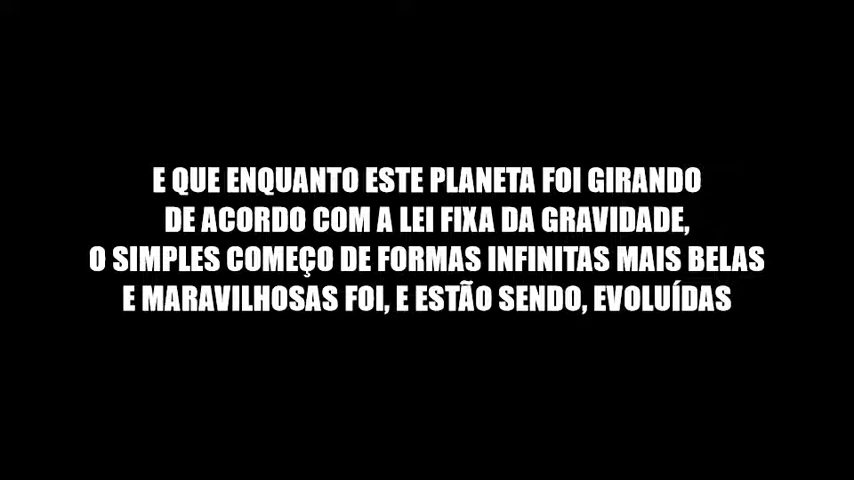 E QUE ENQUANTO ESTE PLANETA FOI GIRANDO
DE ACORDO COM A LEI FIXA DA GRAVIDADE,
O SIMPLES COMEÇO DE FORMAS INFINITAS MAIS BELAS
E MARAVILHOSAS FOI, E ESTÃO SENDO, EVOLUÍDAS